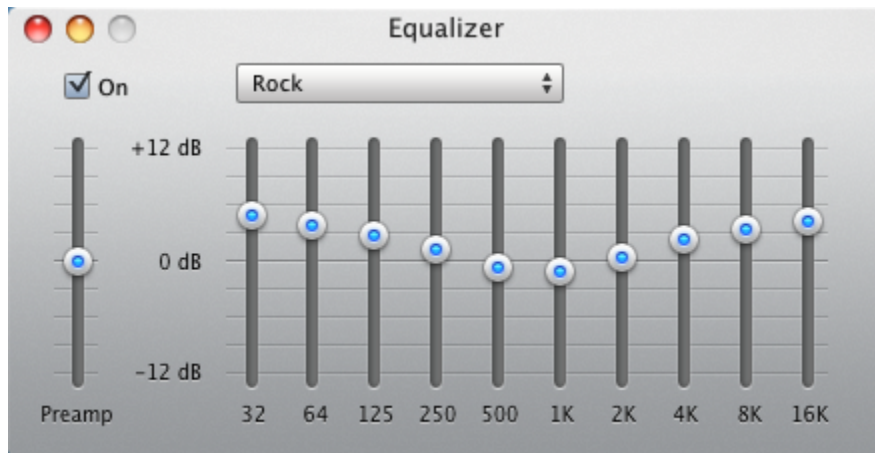 Equalizer
On
Rock
+12 dB
0 dB
-12 dB
Preamp 32 64 125 250 500 1K 2K 4K 8K 16K